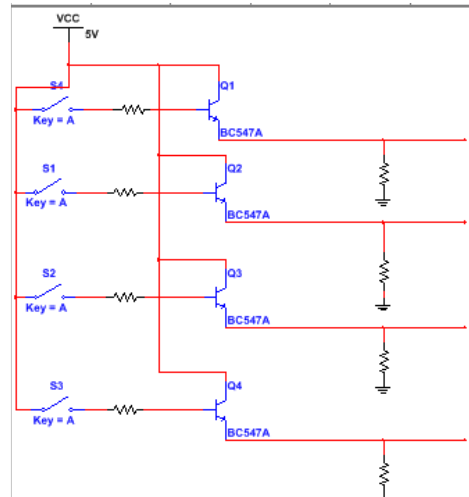 VCC
5V
S4
Q1
Key = A
BC547A
S1
Q2
Key = A
BC547A
S2
Q3
Key = A
BC547A
S3
Q4
Key = A
BC547A